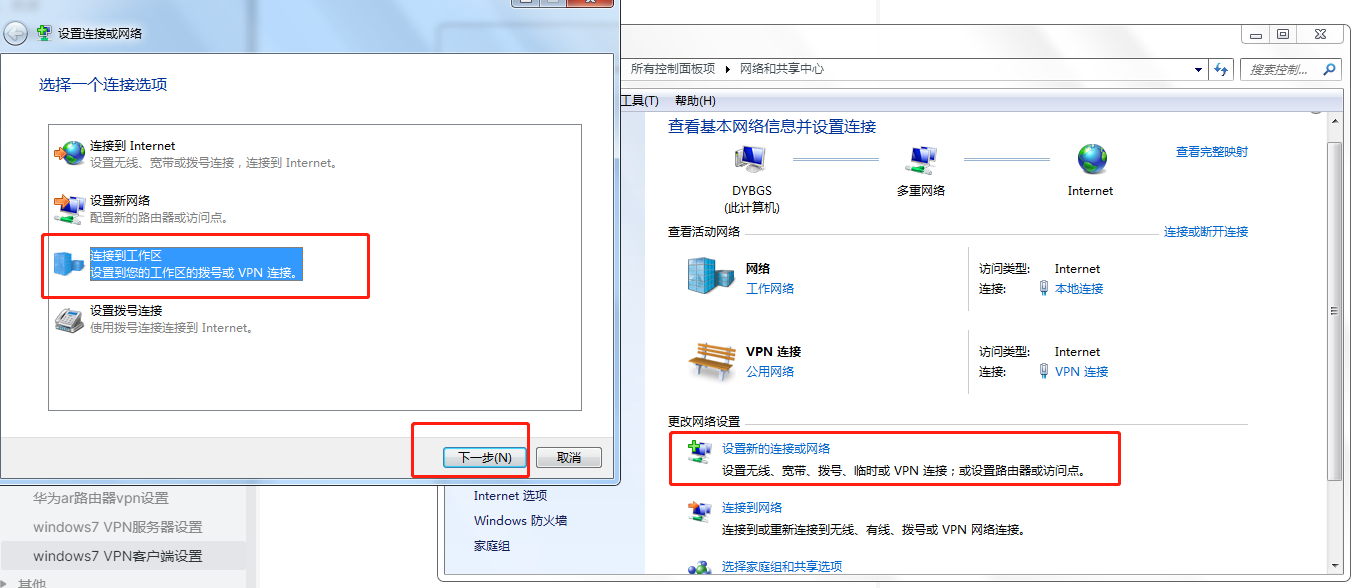 设置连接或网络
选择一个连接选项
连接到 Internet
设置无线、宽带或拨号连接，连接到 Internet。
设置新网络
配置新的路由器或访问点。
连接到工作区
设置到您的工作区的拨号或 VPN 连接。
设置拨号连接
使用拨号连接连接到 Internet。
下一步(N)
取消
华为ar路由器vpn设置
windows7 VPN服务器设置
windows7 VPN客户端设置
其他
所有控制面板项
网络和共享中心
搜索控制...
工具(T)
帮助(H)
查看基本网络信息并设置连接
DYBGS
(此计算机)
多重网络
Internet
查看完整映射
查看活动网络
连接或断开连接
网络
工作网络
访问类型:
Internet
连接:
本地连接
VPN 连接
公用网络
访问类型:
Internet
连接:
VPN 连接
更改网络设置
设置新的连接或网络
设置无线、宽带、拨号、临时或 VPN 连接；或设置路由器或访问点。
连接到网络
连接到或重新连接到无线、有线、拨号或 VPN 网络连接。
选择家庭组和共享选项
Internet 选项
Windows 防火墙
家庭组